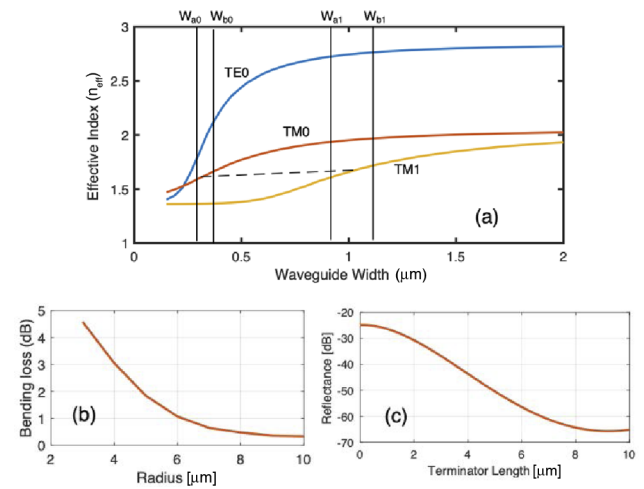 Wa0 Wb0 Wa1 Wb1
3
2.5
2
1.5
1
Effective Index (neff)
TE0
TM0
TM1
(a)
0 0.5 1 1.5 2
Waveguide Width (μm)
5
4
3
2
1
0
Bending loss (dB)
(b)
2 4 6 8 10
Radius [μm]
-20
-30
-40
-50
-60
-70
Reflectance [dB]
(c)
0 2 4 6 8 10
Terminator Length [μm]